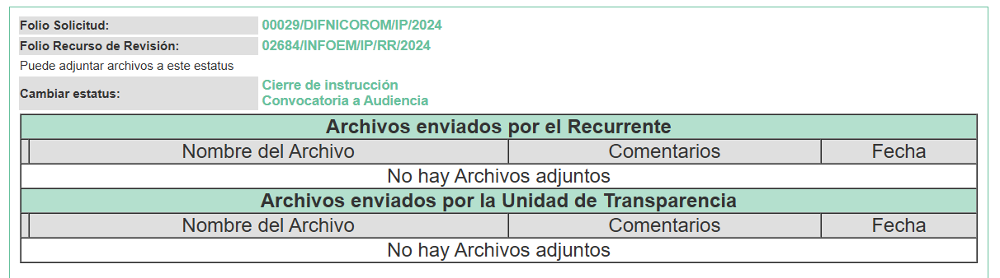 Folio Solicitud: 00029/DIFNICOROM/IP/2024
Folio Recurso de Revisión: 02684/INFOEM/IP/RR/2024
Puede adjuntar archivos a este estatus
Cambiar estatus: Cierre de instrucción
Convocatoria a Audiencia
Archivos enviados por el Recurrente
Nombre del Archivo Comentarios Fecha
No hay Archivos adjuntos
Archivos enviados por la Unidad de Transparencia
Nombre del Archivo Comentarios Fecha
No hay Archivos adjuntos